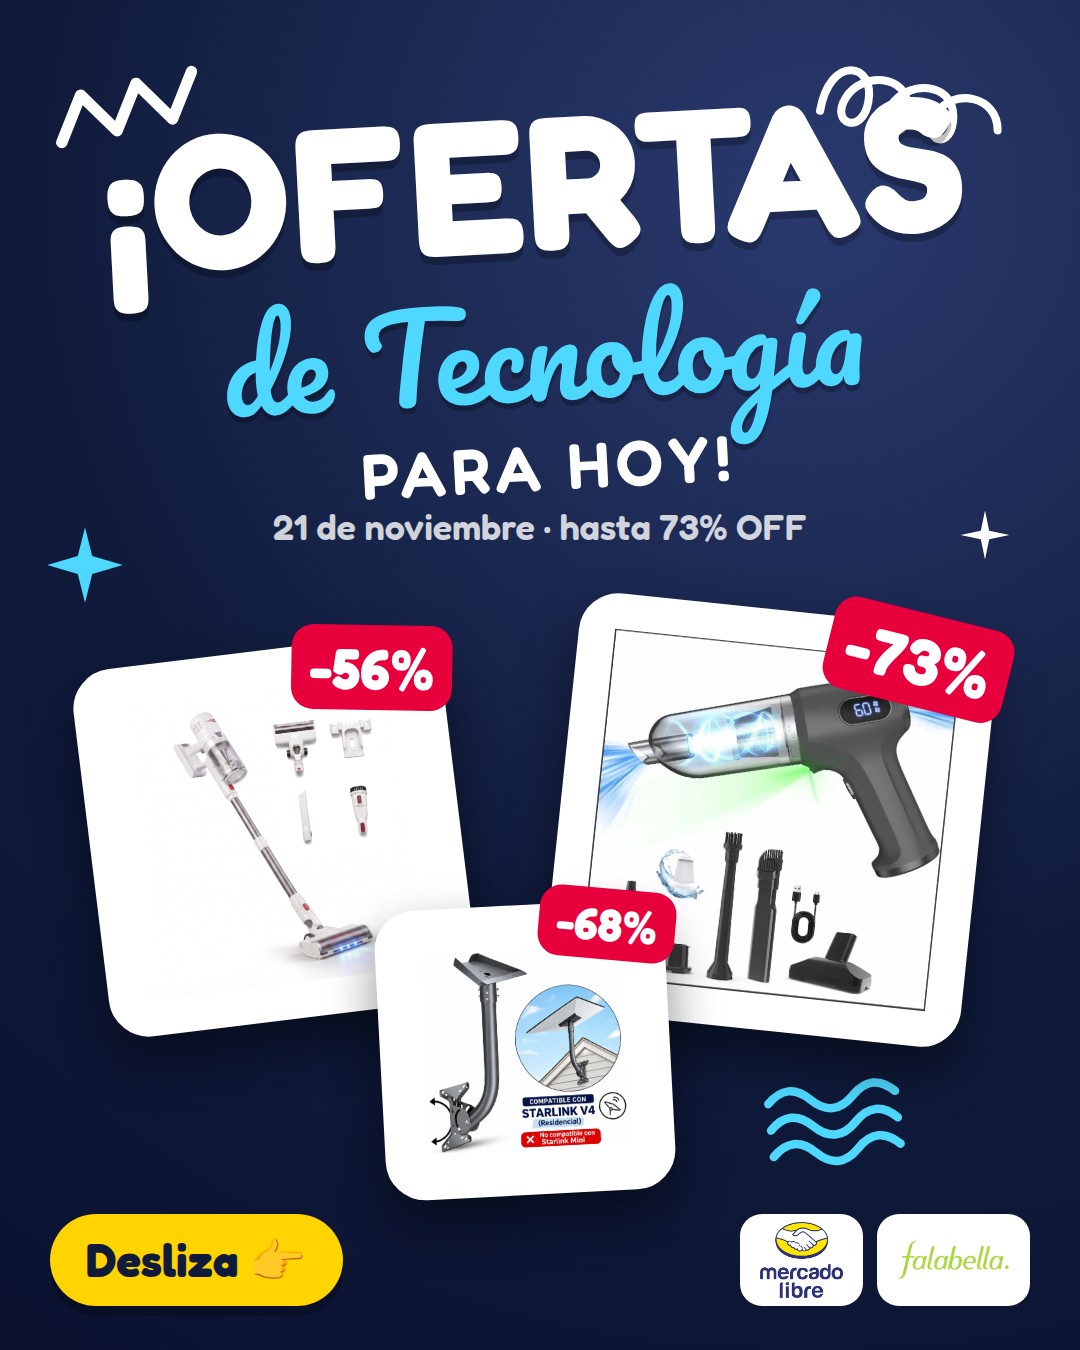 ¡OFERTAS
de Tecnología
PARA HOY!
21 de noviembre · hasta 73% OFF
-56%
-73%
60
-68%
COMPATIBLE CON
STARLINK V4
(Residencial)
No compatible con
Starlink Mini
Desliza
mercado
libre
falabella.